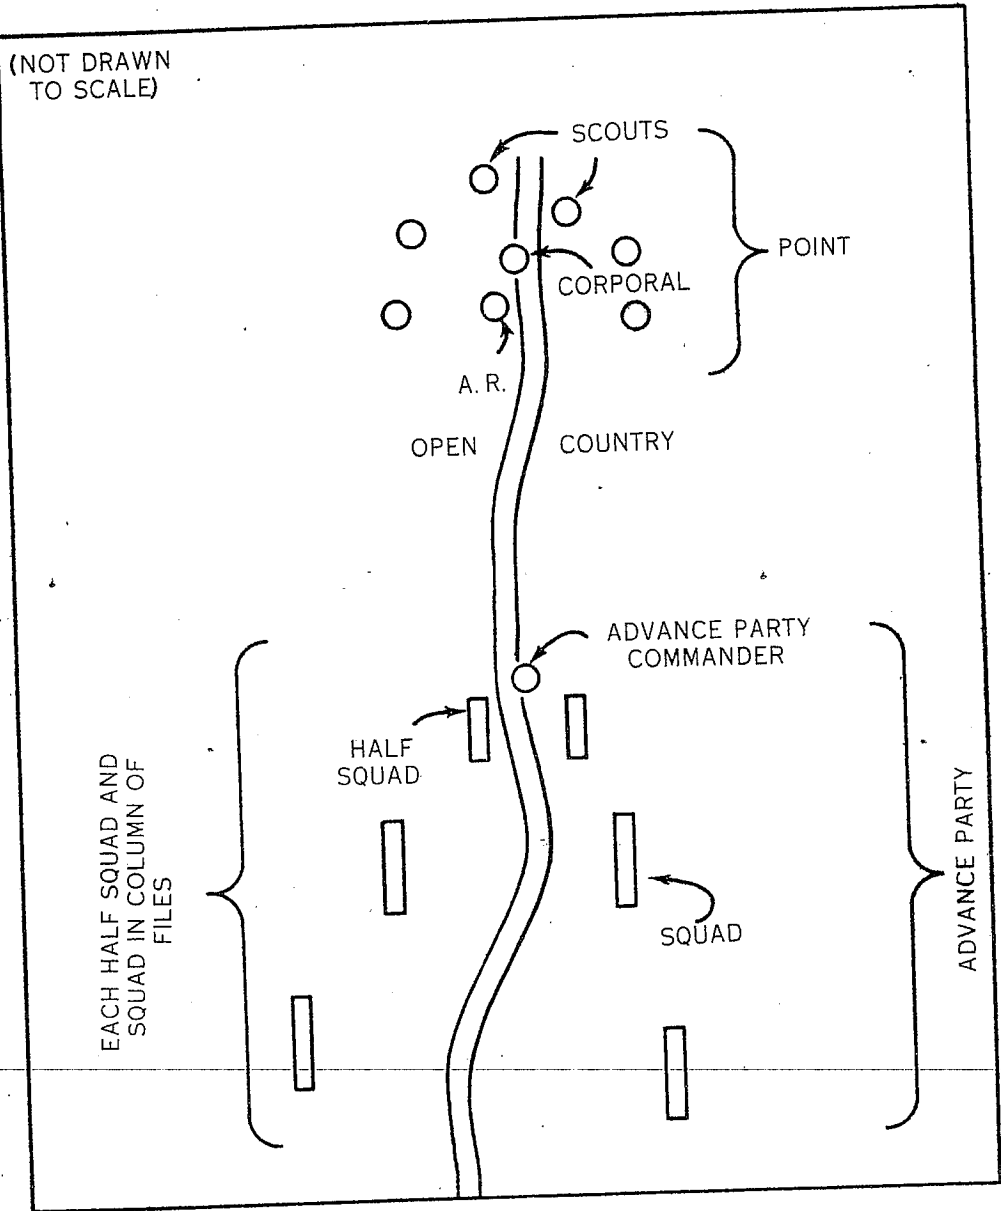 (NOT DRAWN
TO SCALE)
SCOUTS
POINT
CORPORAL
A. R.
OPEN COUNTRY
ADVANCE PARTY
COMMANDER
HALF
SQUAD
EACH HALF SQUAD AND
SQUAD IN COLUMN OF
FILES
SQUAD
ADVANCE PARTY